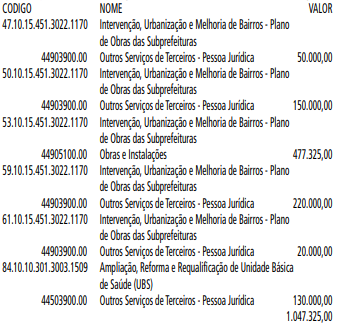 CODIGO NOME VALOR
47.10.15.451.3022.1170 Intervenção, Urbanização e Melhoria de Bairros - Plano
de Obras das Subprefeituras
44903900.00 Outros Serviços de Terceiros - Pessoa Jurídica 50.000,00
50.10.15.451.3022.1170 Intervenção, Urbanização e Melhoria de Bairros - Plano
de Obras das Subprefeituras
44903900.00 Outros Serviços de Terceiros - Pessoa Jurídica 150.000,00
53.10.15.451.3022.1170 Intervenção, Urbanização e Melhoria de Bairros - Plano
de Obras das Subprefeituras
44905100.00 Obras e Instalações 477.325,00
59.10.15.451.3022.1170 Intervenção, Urbanização e Melhoria de Bairros - Plano
de Obras das Subprefeituras
44903900.00 Outros Serviços de Terceiros - Pessoa Jurídica 220.000,00
61.10.15.451.3022.1170 Intervenção, Urbanização e Melhoria de Bairros - Plano
de Obras das Subprefeituras
44903900.00 Outros Serviços de Terceiros - Pessoa Jurídica 20.000,00
84.10.10.301.3003.1509 Ampliação, Reforma e Requalificação de Unidade Básica
de Saúde (UBS)
44503900.00 Outros Serviços de Terceiros - Pessoa Jurídica 130.000,00
1.047.325,00